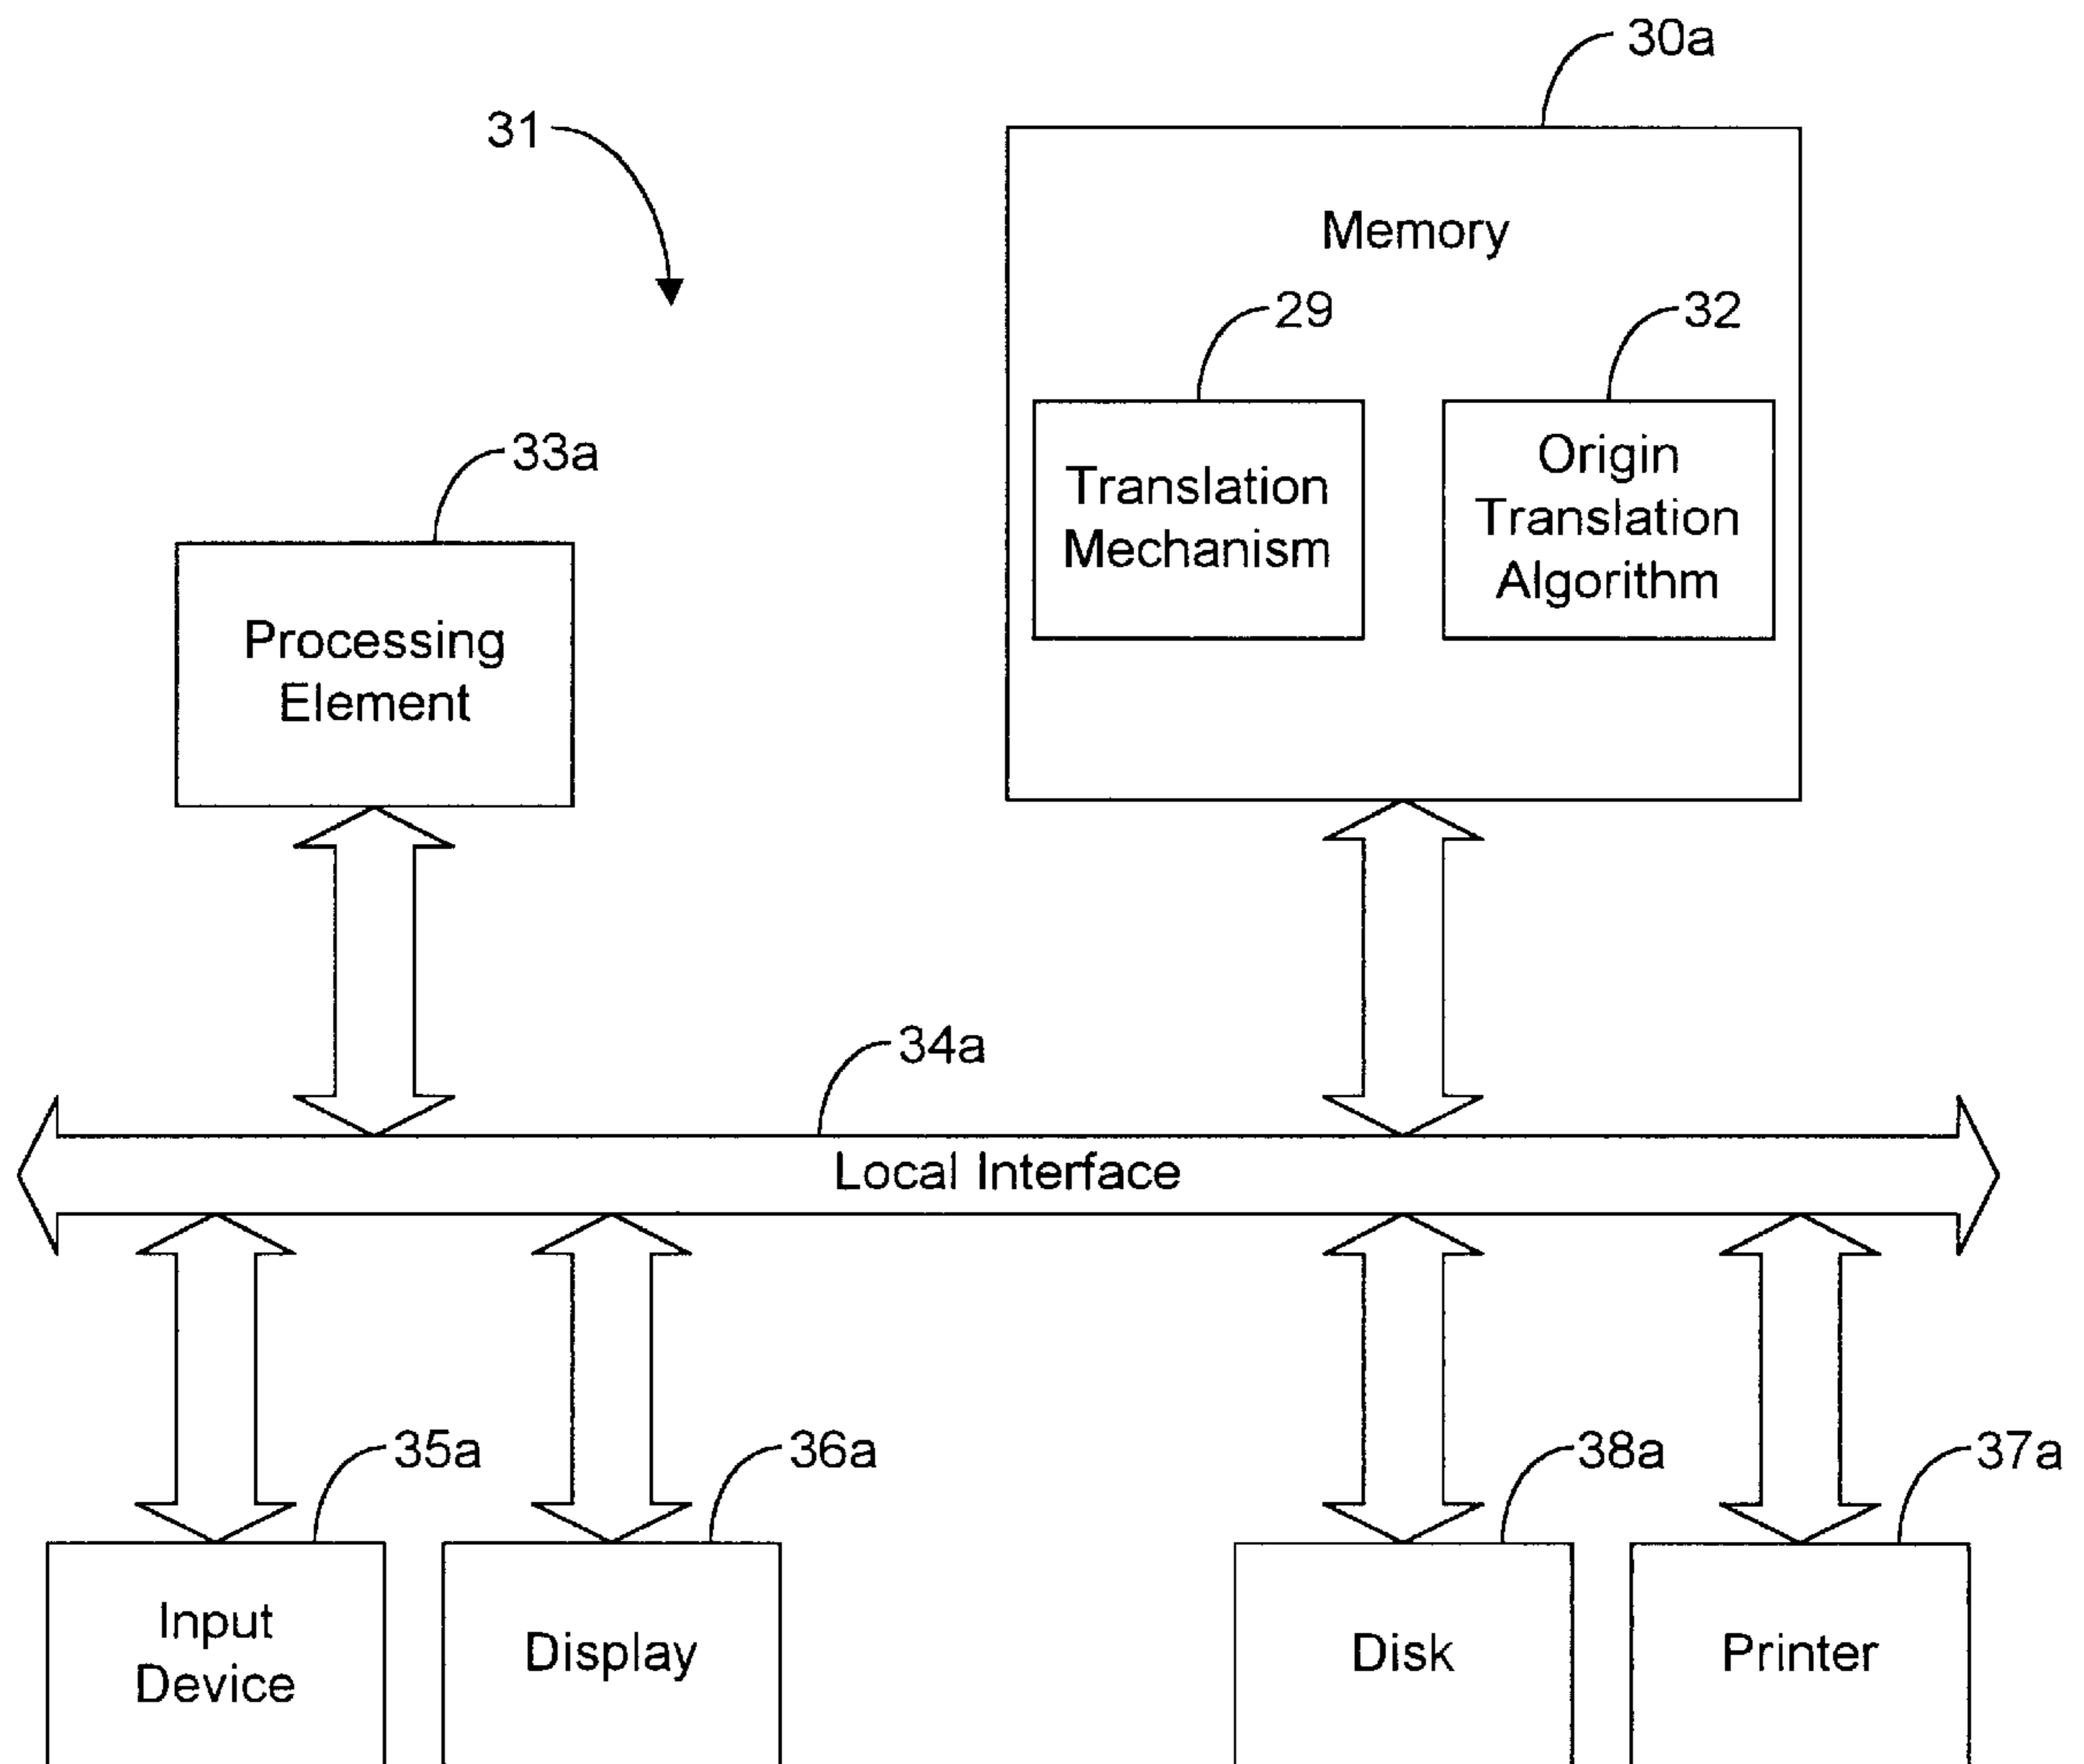 30a
31
Memory
29
32
Translation
Mechanism
Origin
Translation
Algorithm
33a
Processing
Element
34a
Local Interface
35a
36a
38a
37a
Input
Device
Display
Disk
Printer